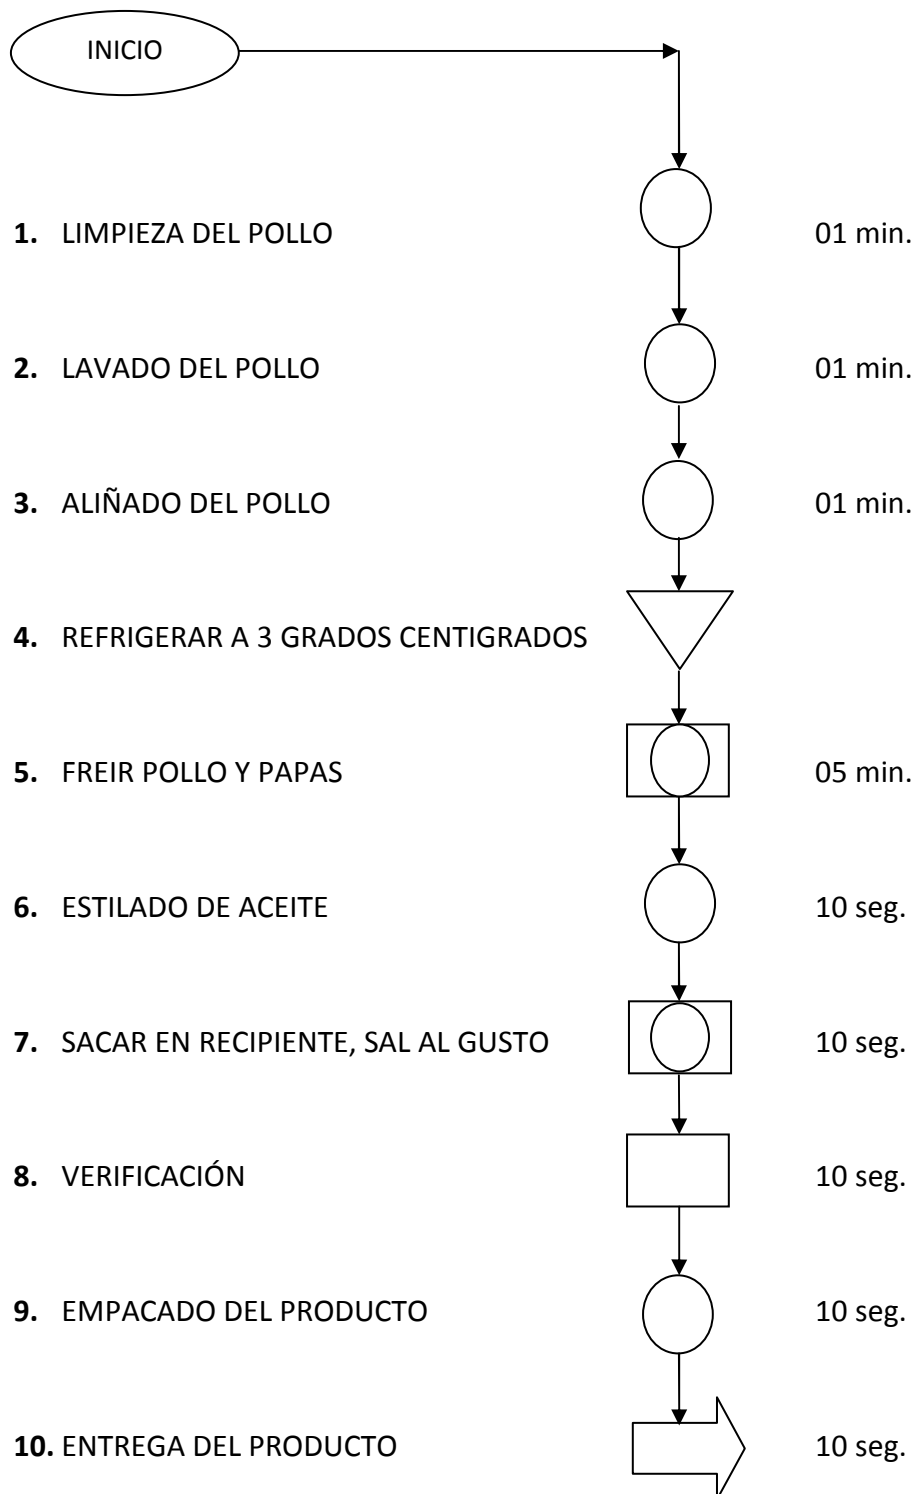 INICIO
1. LIMPIEZA DEL POLLO 01 min.
2. LAVADO DEL POLLO 01 min.
3. ALIÑADO DEL POLLO 01 min.
4. REFRIGERAR A 3 GRADOS CENTIGRADOS
5. FREIR POLLO Y PAPAS 05 min.
6. ESTILADO DE ACEITE 10 seg.
7. SACAR EN RECIPIENTE, SAL AL GUSTO 10 seg.
8. VERIFICACIÓN 10 seg.
9. EMPACADO DEL PRODUCTO 10 seg.
10. ENTREGA DEL PRODUCTO 10 seg.